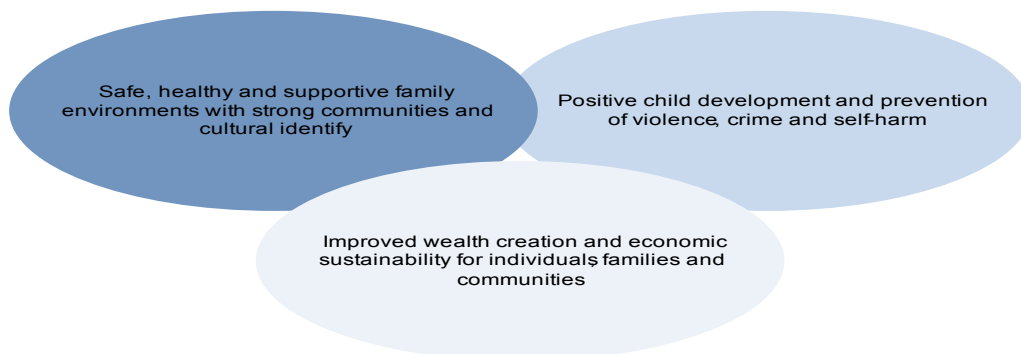 Safe, healthy and supportive family
environments with strong communities and
cultural identify
Positive child development and prevention
of violence, crime and self-harm
Improved wealth creation and economic
sustainability for individuals, families and
communities